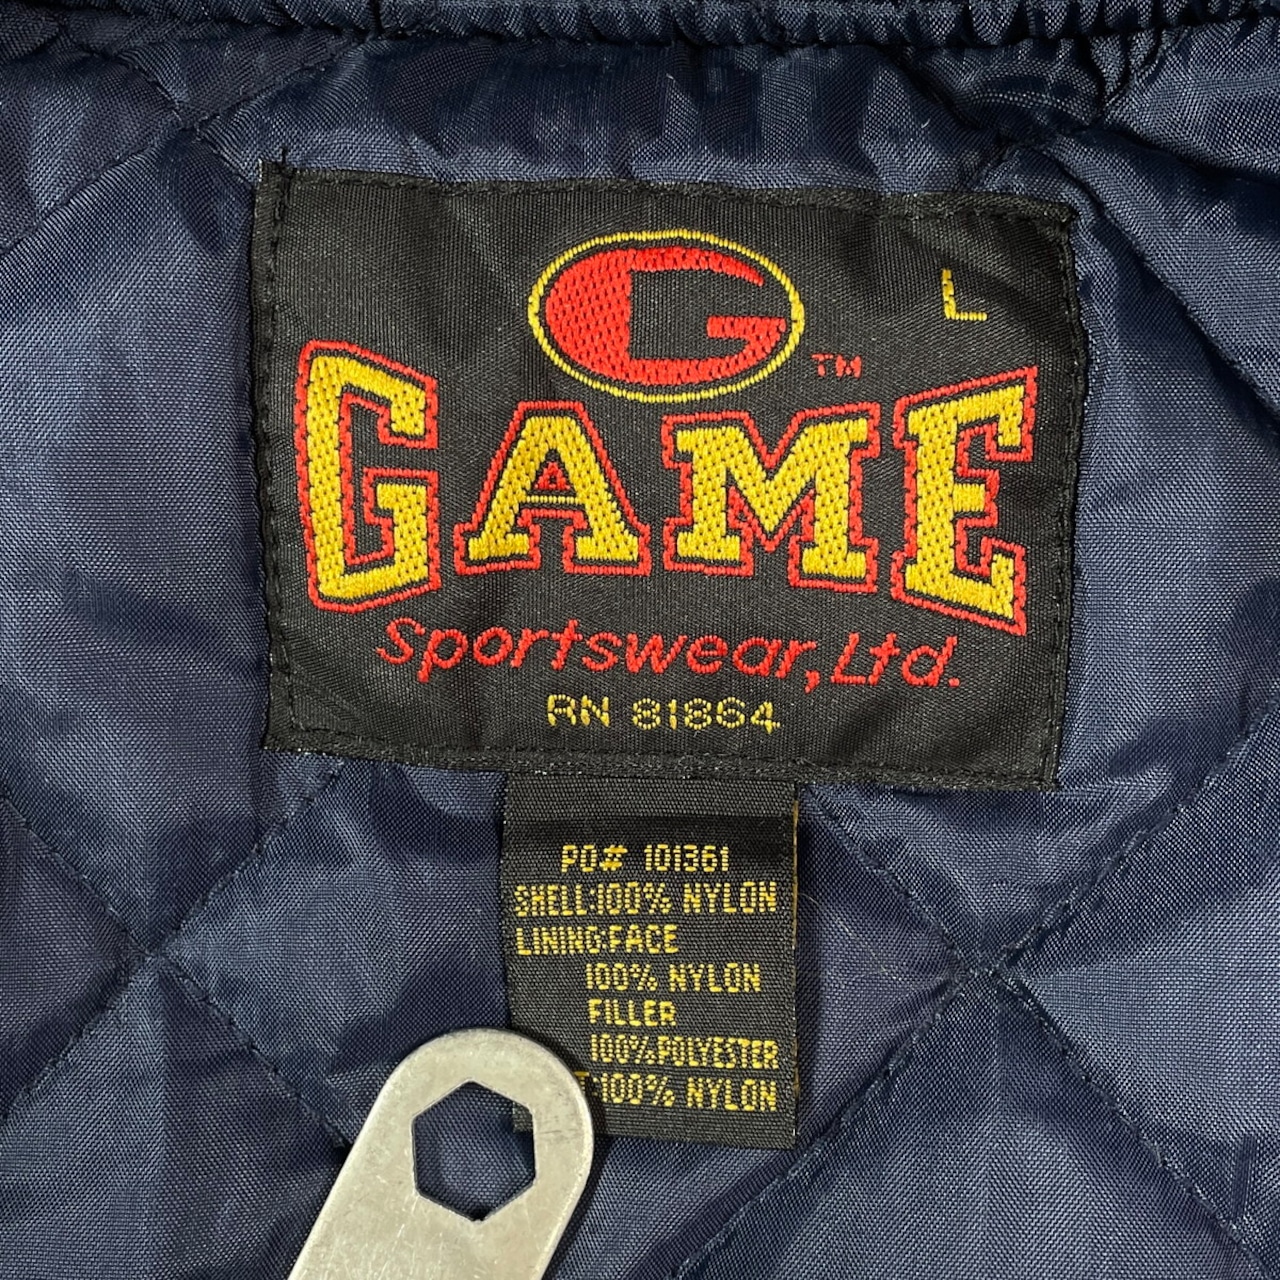 G TM
L
GAME
Sportswear, Ltd.
RN 81864
PO# 101361
SHELL:100% NYLON
LINING:FACE
100% NYLON
FILLER
100%POLYESTER
:100% NYLON